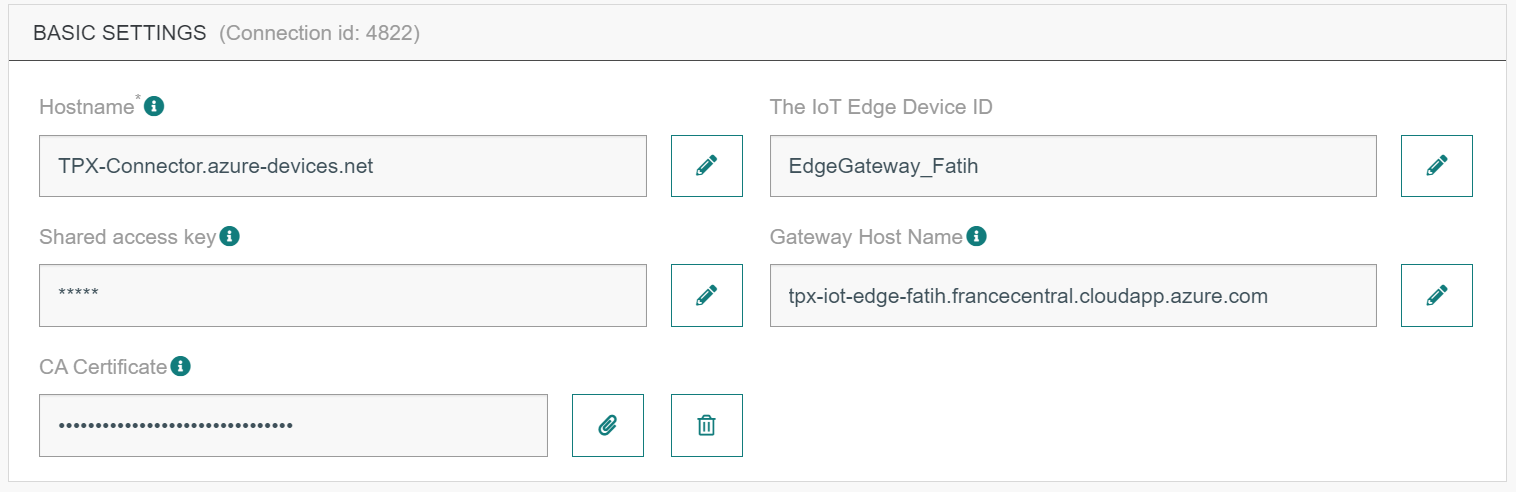 BASIC SETTINGS (Connection id: 4822)
Hostname*
The IoT Edge Device ID
TPX-Connector.azure-devices.net
EdgeGateway_Fatih
Shared access key
Gateway Host Name
*****
tpx-iot-edge-fatih.francecentral.cloudapp.azure.com
CA Certificate
••••••••••••••••••••••••••••••••